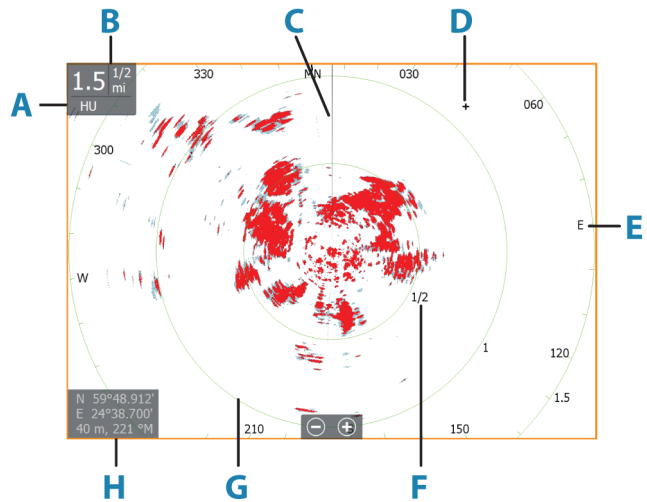 B
C
D
1.5 1/2 mi
HU
A
330
MN
030
060
300
E
E
W
1/2
1
120
1.5
N 59°48.912'
E 24°38.700'
40 m, 221 °M
210
150
H
G
F